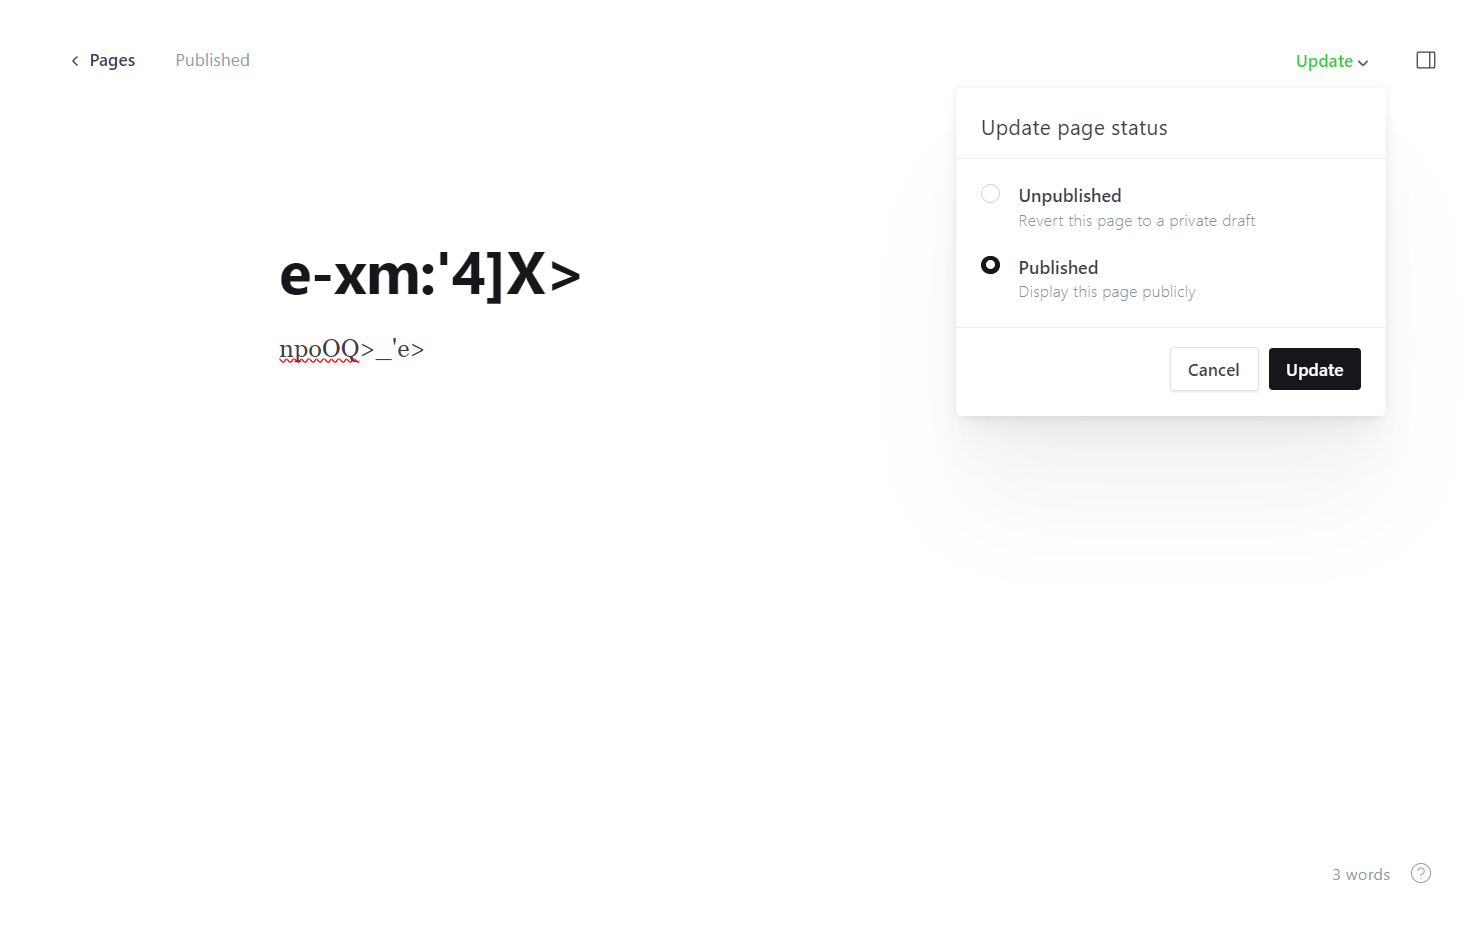 Pages
Published
Update
Update page status
Unpublished
Revert this page to a private draft
Published
Display this page publicly
Cancel
Update
e-xm:'4]X>
npoOQ>_'e>
3 words
?